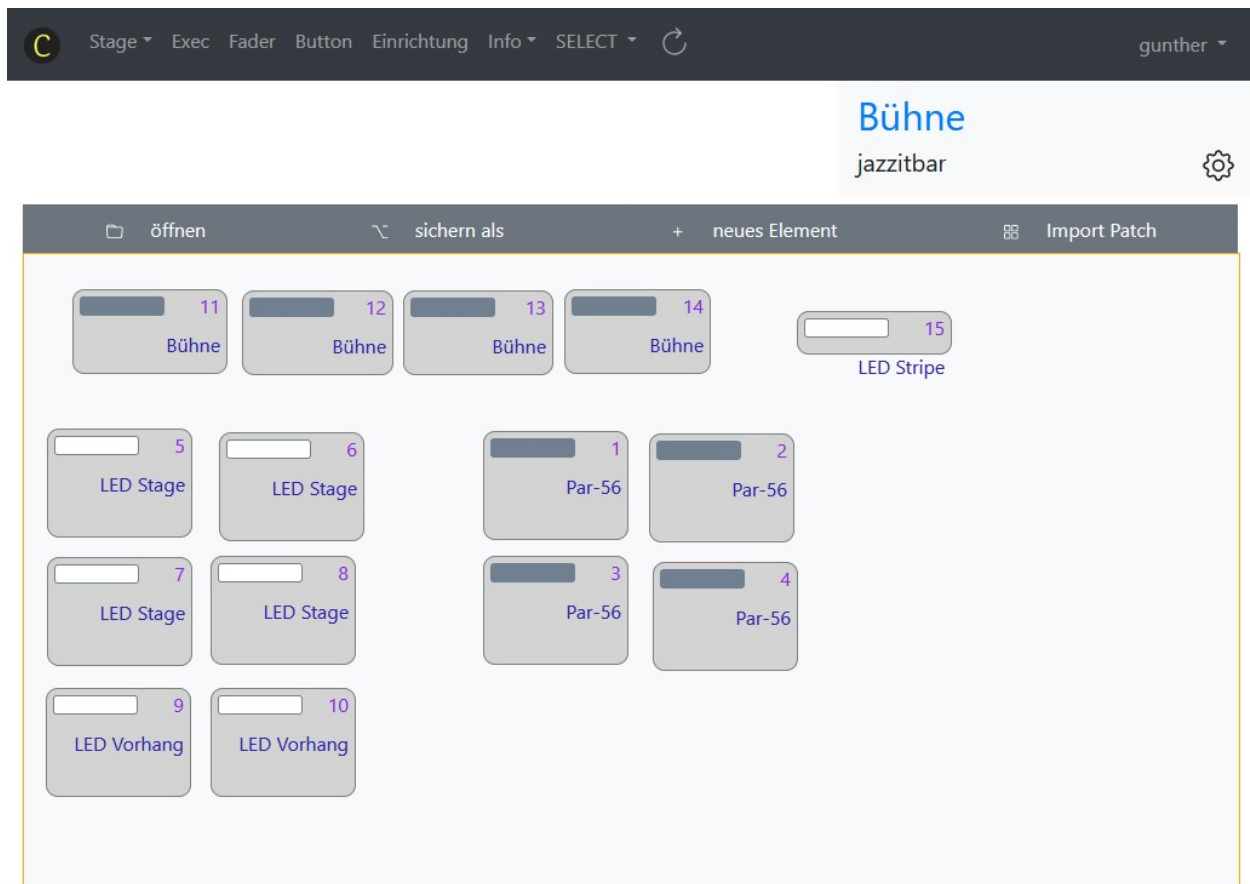 C Stage Exec Fader Button Einrichtung Info SELECT gunther
Bühne
jazzitbar
öffnen sichern als + neues Element Import Patch
11 12 13 14
Bühne Bühne Bühne Bühne
15
LED Stripe
5 6 1 2
LED Stage LED Stage Par-56 Par-56
7 8 3 4
LED Stage LED Stage Par-56 Par-56
9 10
LED Vorhang LED Vorhang